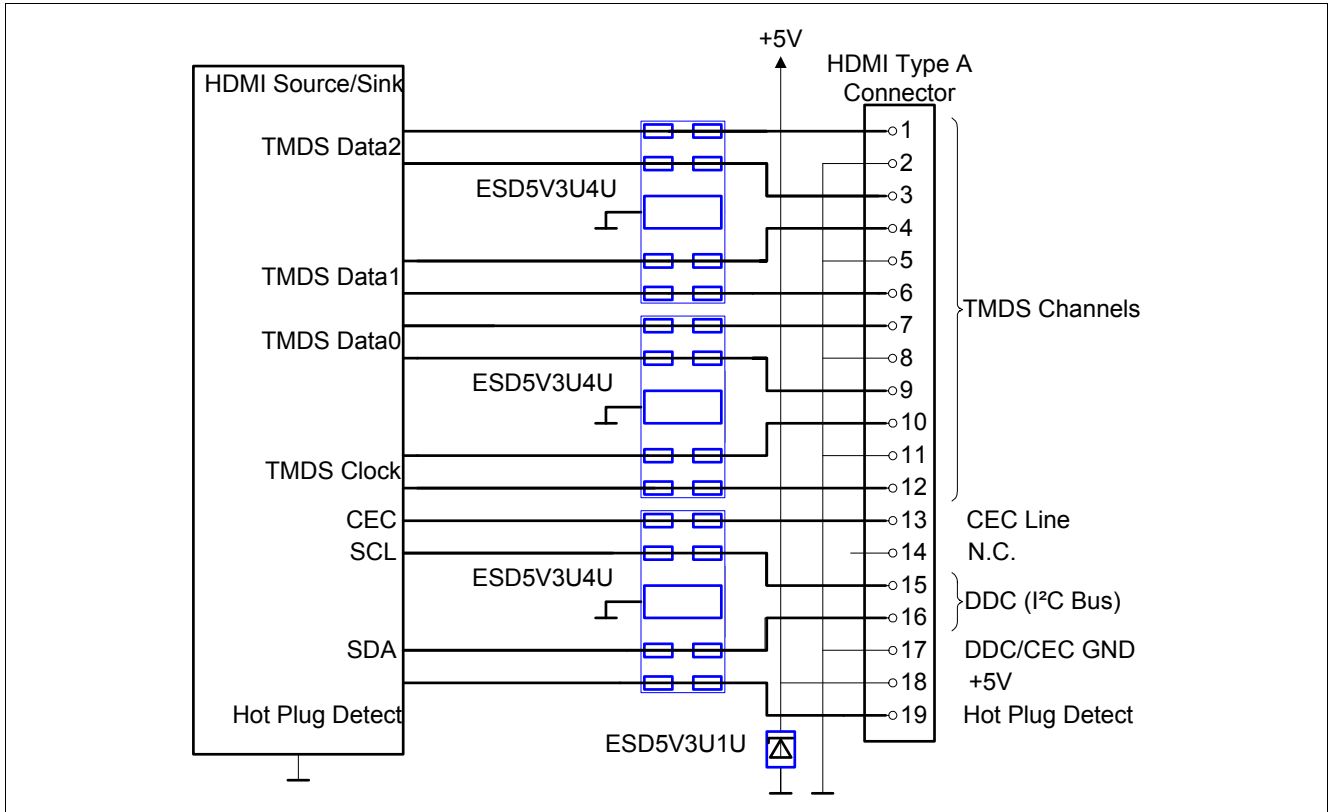 +5V
HDMI Type A
Connector
HDMI Source/Sink
TMDS Data2
ESD5V3U4U
TMDS Data1
TMDS Data0
ESD5V3U4U
TMDS Clock
CEC
SCL
ESD5V3U4U
SDA
Hot Plug Detect
ESD5V3U1U
1
2
3
4
5
6
7
8
9
10
11
12
13
14
15
16
17
18
19
TMDS Channels
CEC Line
N.C.
DDC (I²C Bus)
DDC/CEC GND
+5V
Hot Plug Detect